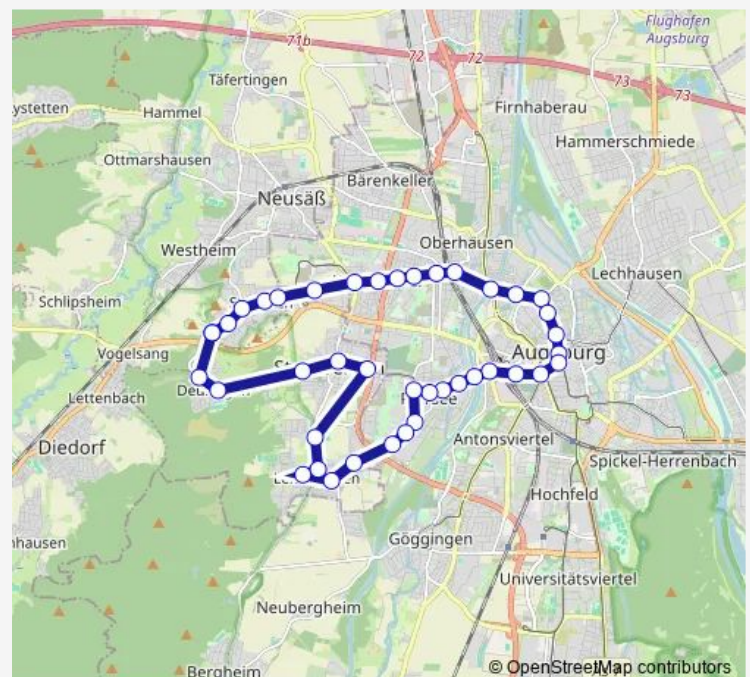 Flughafen
Augsburg
71b
72
72
Täfertingen
73
73
ystetten
Hammel
Firnhaberau
Hammerschmiede
Ottmarshausen
Bärenkeller
Neusäß
Westheim
Oberhausen
Lechhausen
Schlipsheim
Vogelsang
Augsburg
Lettenbach
Diedorf
Antonsviertel
Spickel-Herrenbach
Hochfeld
hausen
Göggingen
Universitätsviertel
Neubergheim
Bergheim
© OpenStreetMap contributors